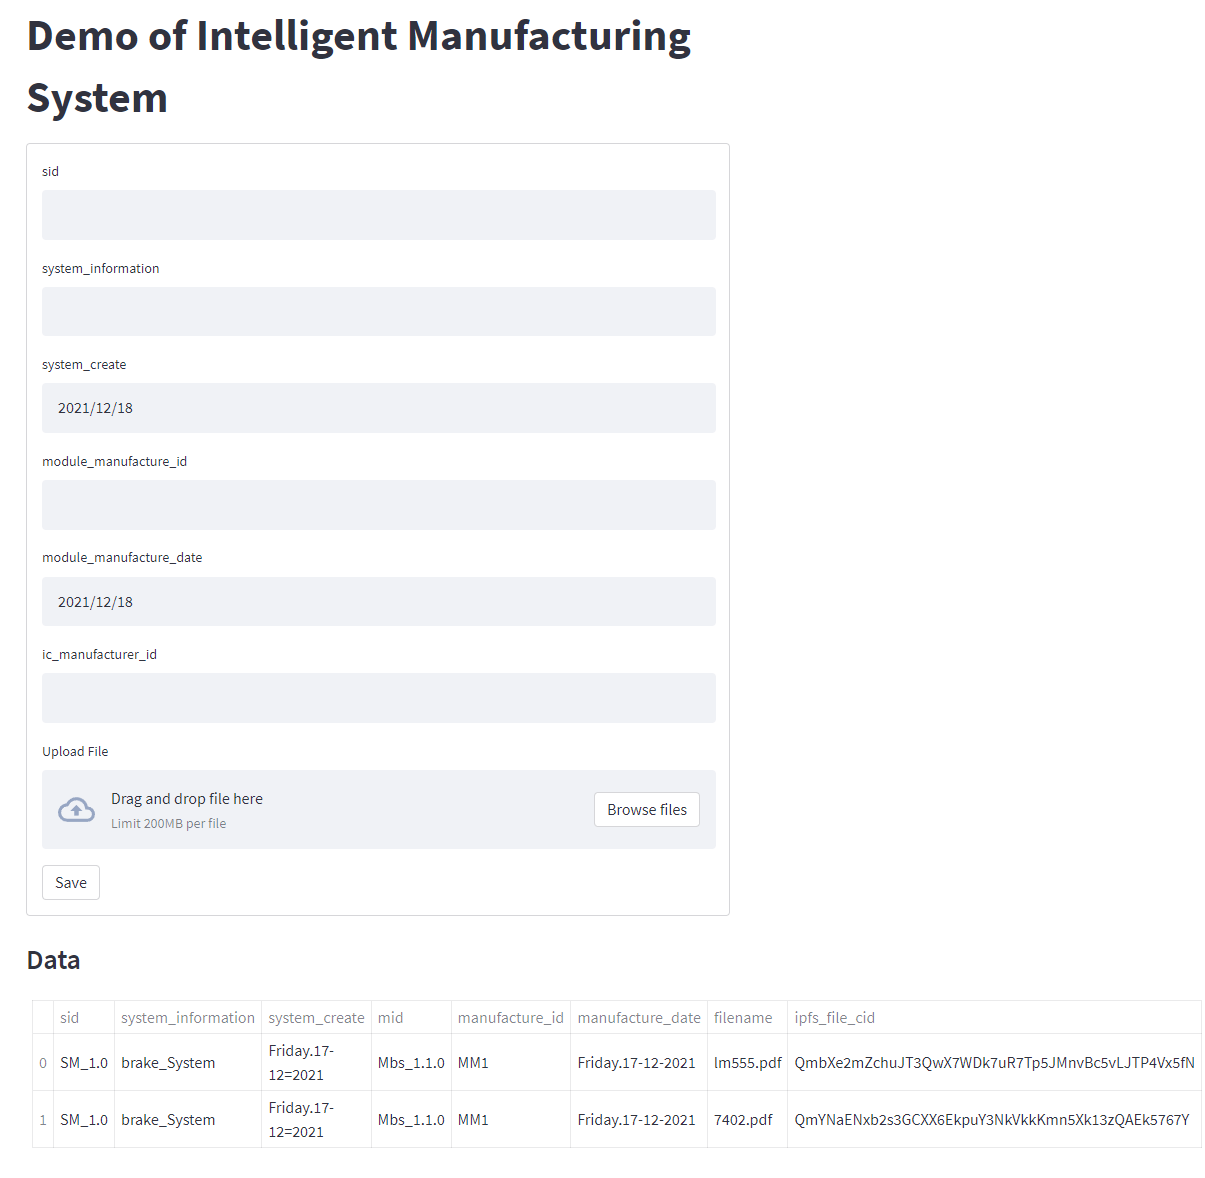 Demo of Intelligent Manufacturing
System
sid
system_information
system_create
2021/12/18
module_manufacture_id
module_manufacture_date
2021/12/18
ic_manufacturer_id
Upload File
Drag and drop file here
Limit 200MB per file
Browse files
Save
Data
sid system_information system_create mid manufacture_id manufacture_date filename ipfs_file_cid
0 SM_1.0 brake_System Friday.17-12=2021 Mbs_1.1.0 MM1 Friday.17-12-2021 lm555.pdf QmbXe2mZchuJT3QwX7WDk7uR7Tp5JMnvBc5vLJTP4Vx5fN
1 SM_1.0 brake_System Friday.17-12=2021 Mbs_1.1.0 MM1 Friday.17-12-2021 7402.pdf QmYNaENxb2s3GCXX6EkpuY3NkVkkKmn5Xk13zQAEk5767Y